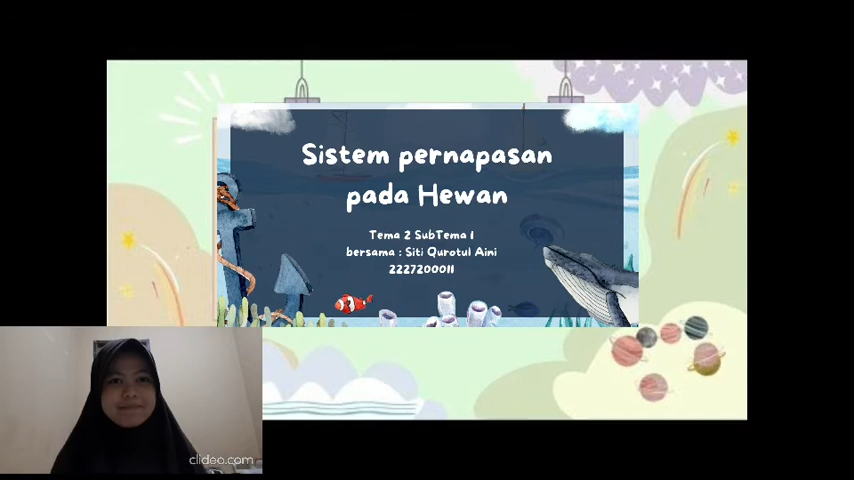 Sistem pernapasan
pada Hewan
Tema 2 SubTema 1
bersama : Siti Qurotul Aini
2227200011
clideo.com